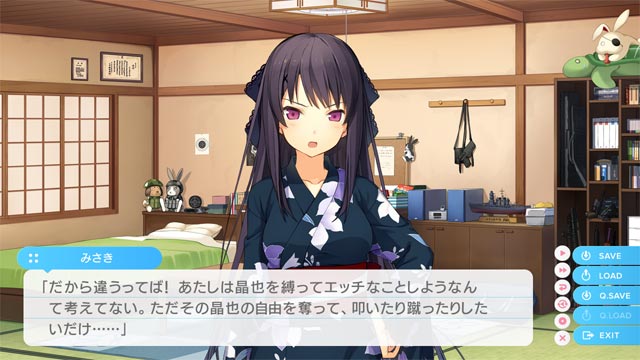 みさき
「だから違うってば！ あたしは晶也を縛ってエッチなことしようなん
て考えてない。ただその晶也の自由を奪って、叩いたり蹴ったりした
いだけ……」
SAVE
LOAD
Q.SAVE
Q.LOAD
EXIT